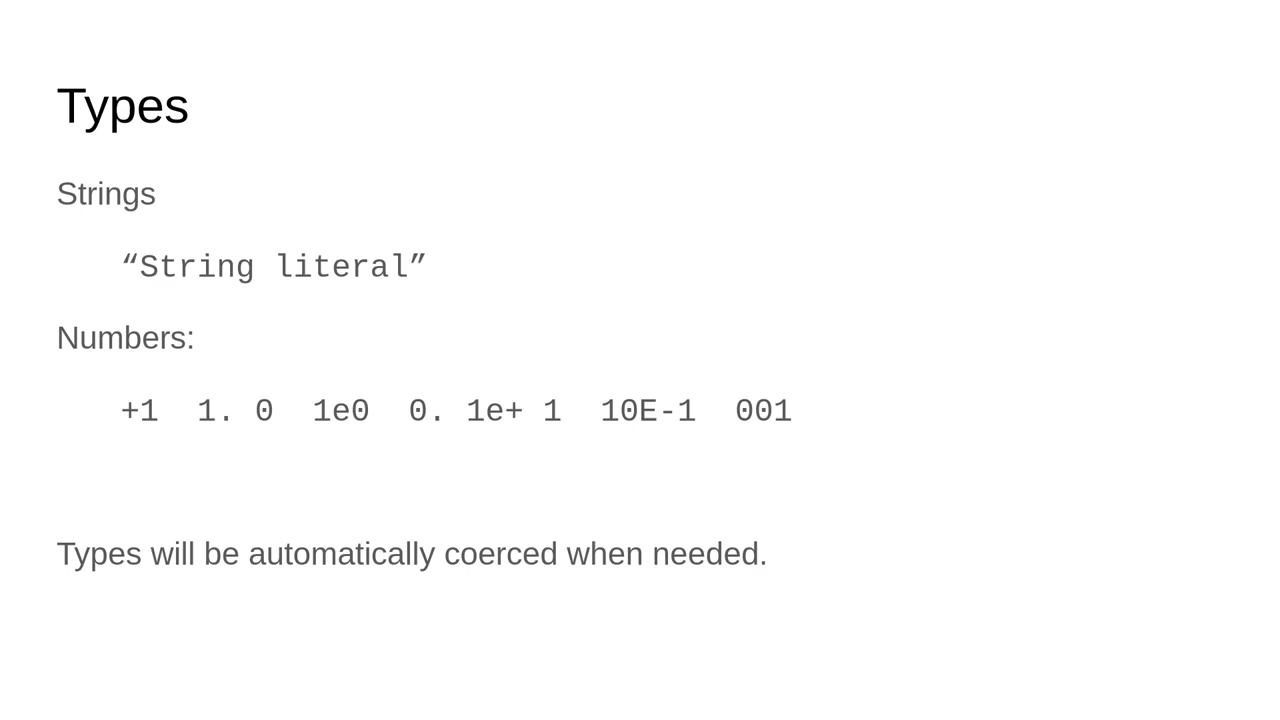 Types
Strings
“String literal”
Numbers:
+1  1. 0  1e0  0. 1e+ 1  10E-1  001
Types will be automatically coerced when needed.